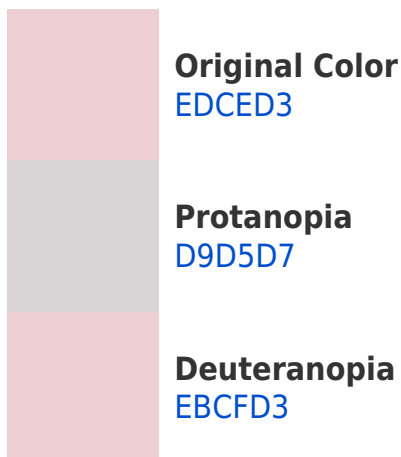 Original Color
EDCED3
Protanopia
D9D5D7
Deuteranopia
EBCFD3